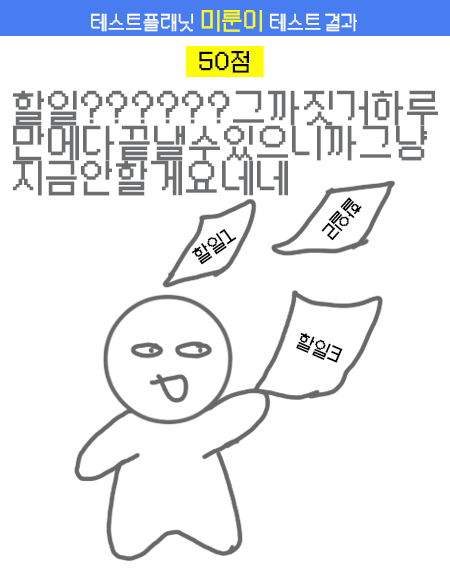 테스트플래닛 미룬이 테스트 결과
50점
할일??????그까짓거하루
만에다끝낼수있으니까그냥
지금안할게요네네
할일1
할일2
할일3